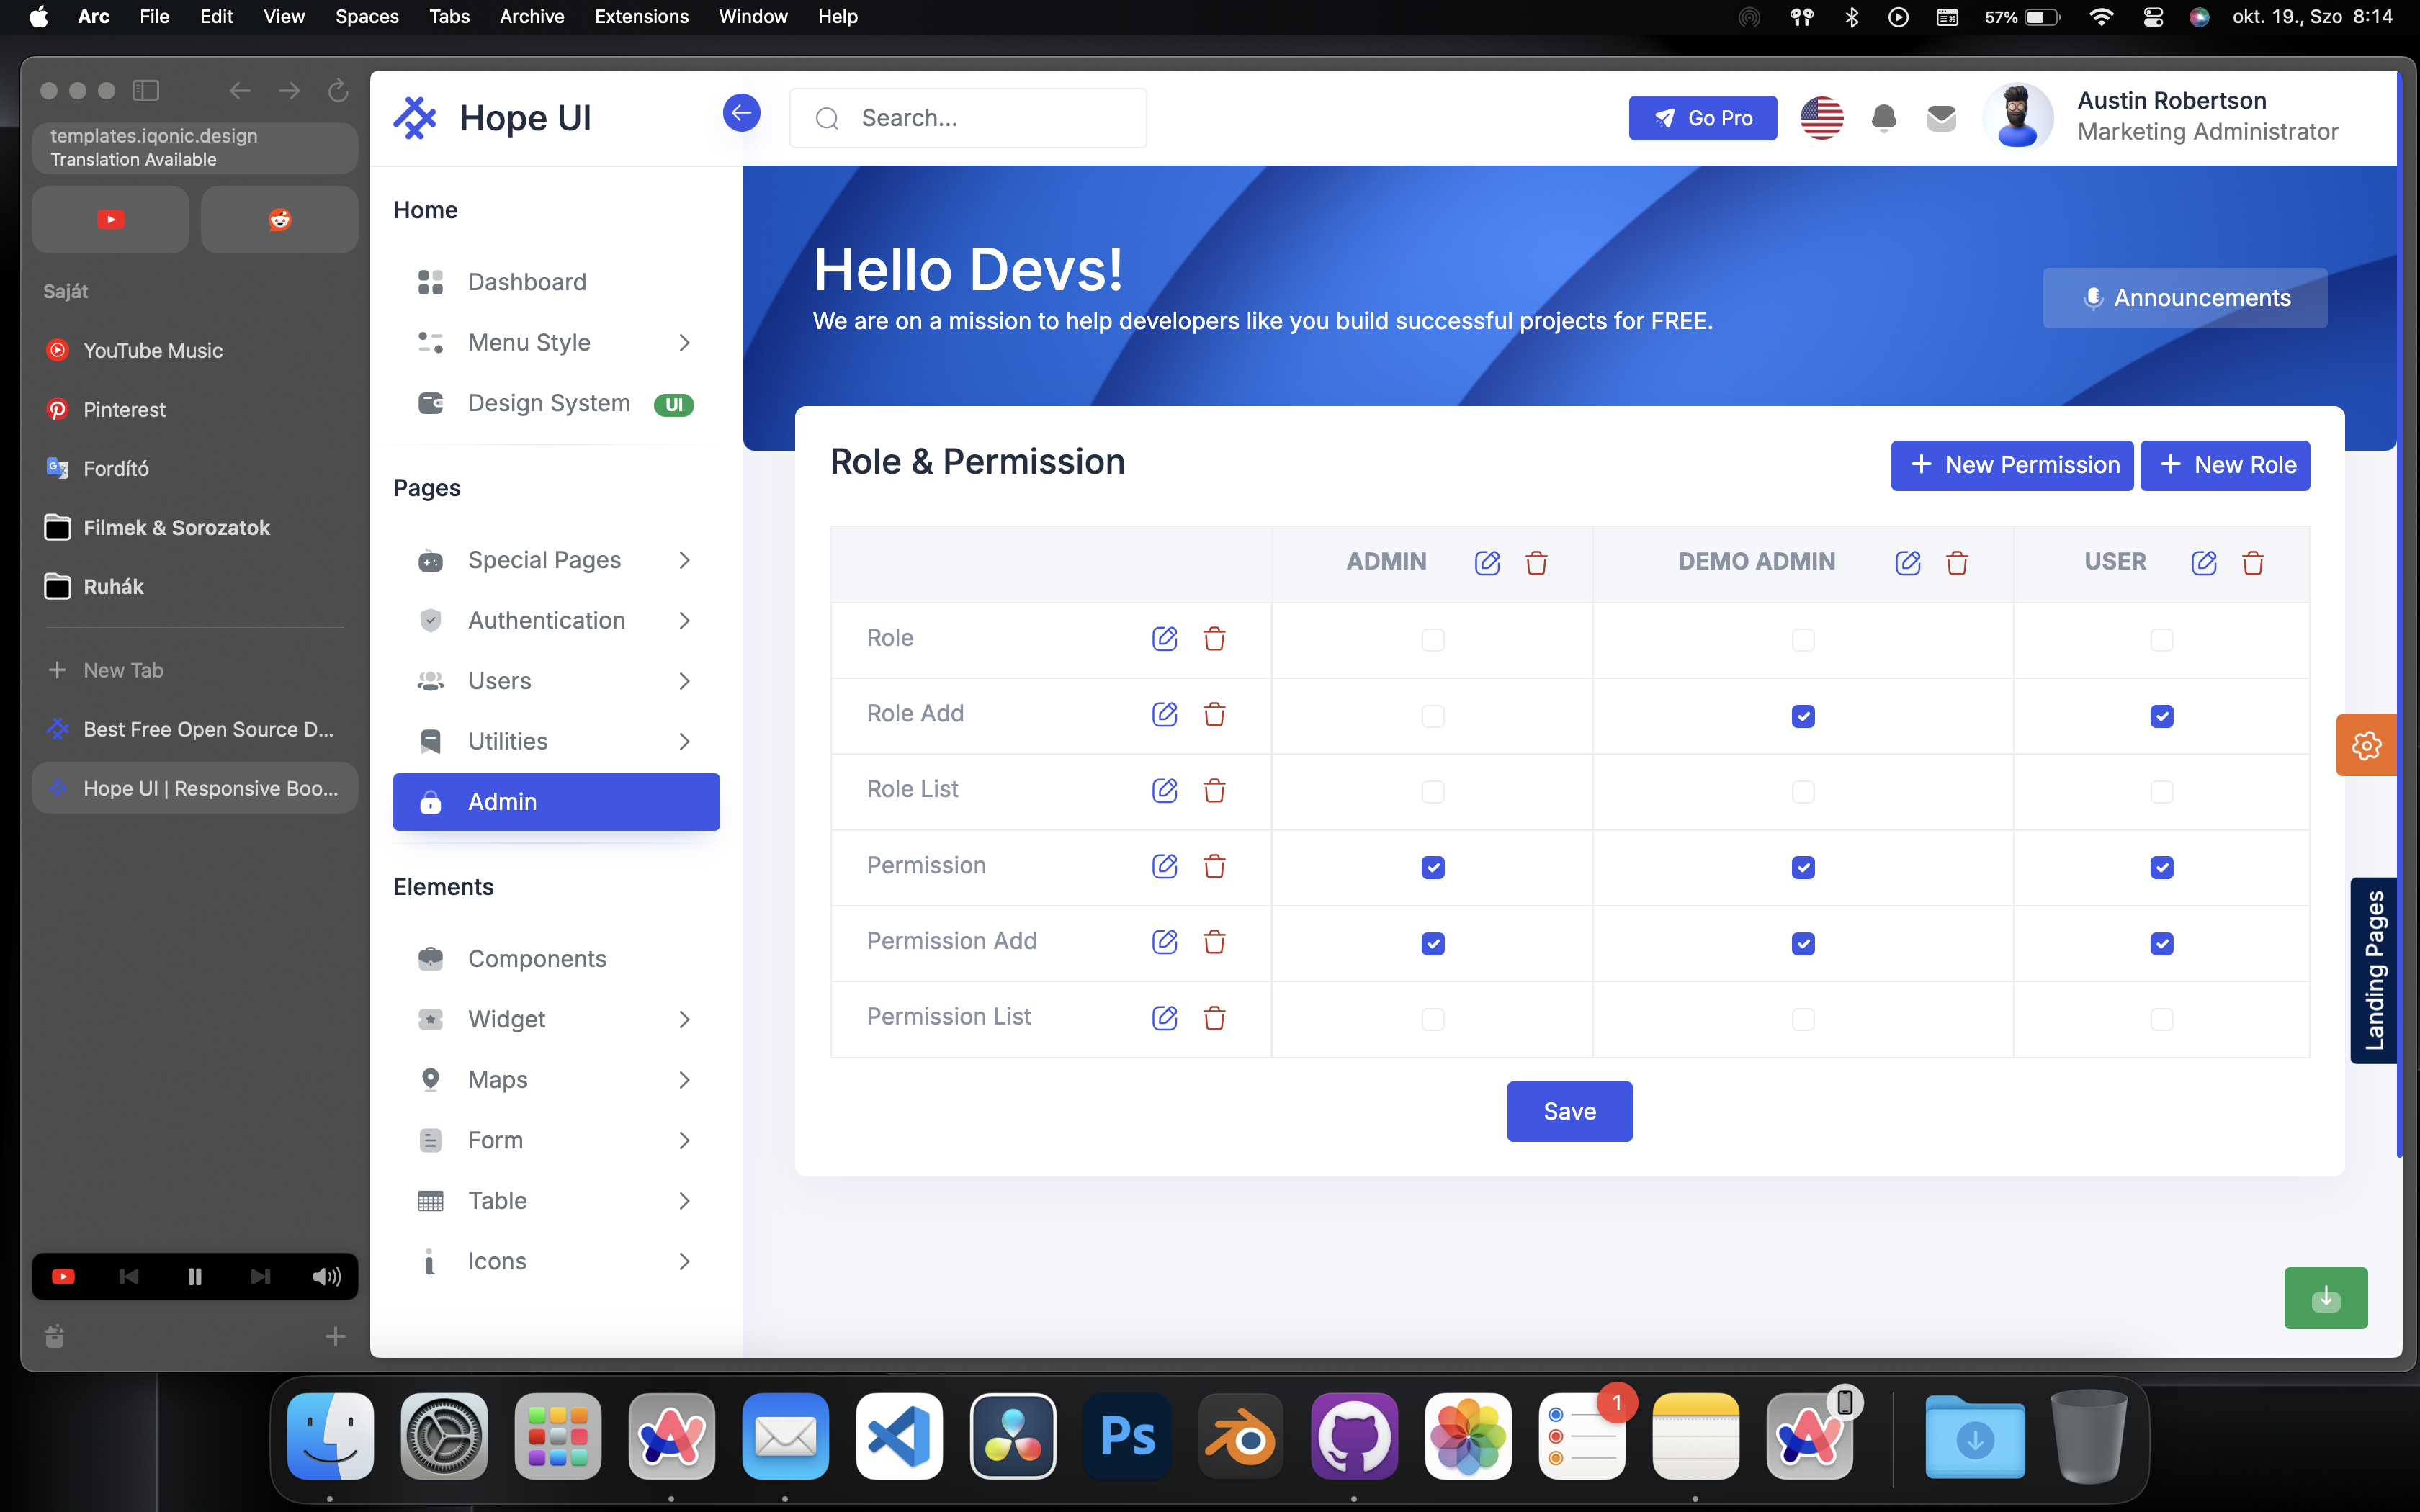 Arc File Edit View Spaces Tabs Archive Extensions Window Help
57% okt. 19., Szo 8:14
templates.iqonic.design
Translation Available
Saját
YouTube Music
Pinterest
Fordító
Filmek & Sorozatok
Ruhák
New Tab
Best Free Open Source D...
Hope UI | Responsive Boo...
Hope UI
Search...
Go Pro
Austin Robertson
Marketing Administrator
Home
Dashboard
Menu Style
Design System UI
Pages
Special Pages
Authentication
Users
Utilities
Admin
Elements
Components
Widget
Maps
Form
Table
Icons
Hello Devs!
We are on a mission to help developers like you build successful projects for FREE.
Announcements
Role & Permission
New Permission
New Role
ADMIN DEMO ADMIN USER
Role
Role Add
Role List
Permission
Permission Add
Permission List
Save
Landing Pages
Ps
1